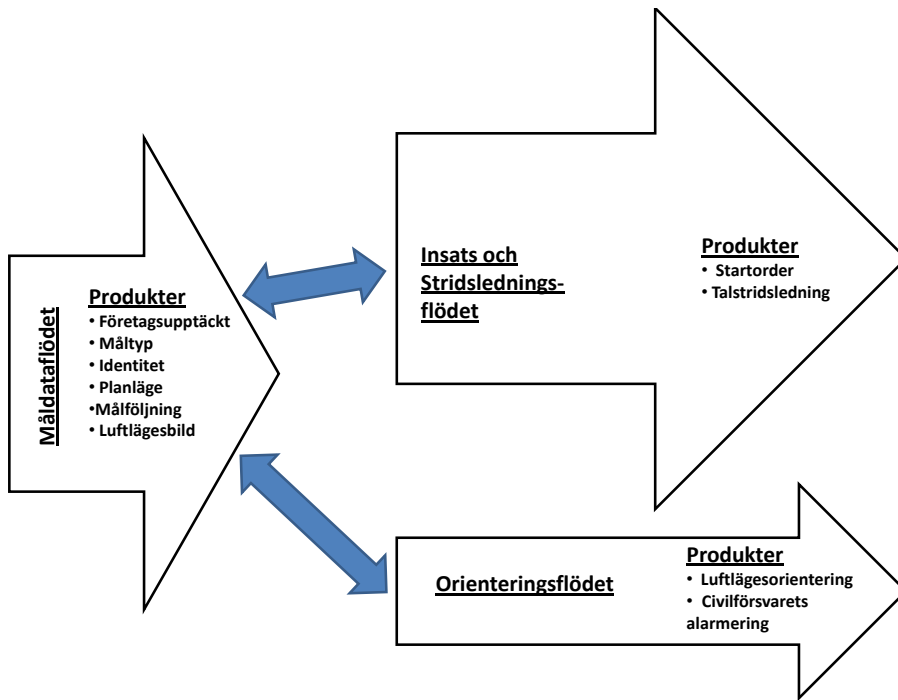 Måldataflödet
Produkter
• Företagsupptäckt
• Måltyp
• Identitet
• Planläge
•Målföljning
• Luftlägesbild
Insats och
Stridslednings-
flödet
Produkter
• Startorder
• Talstridsledning
Orienteringsflödet
Produkter
• Luftlägesorientering
• Civilförsvarets
alarmering